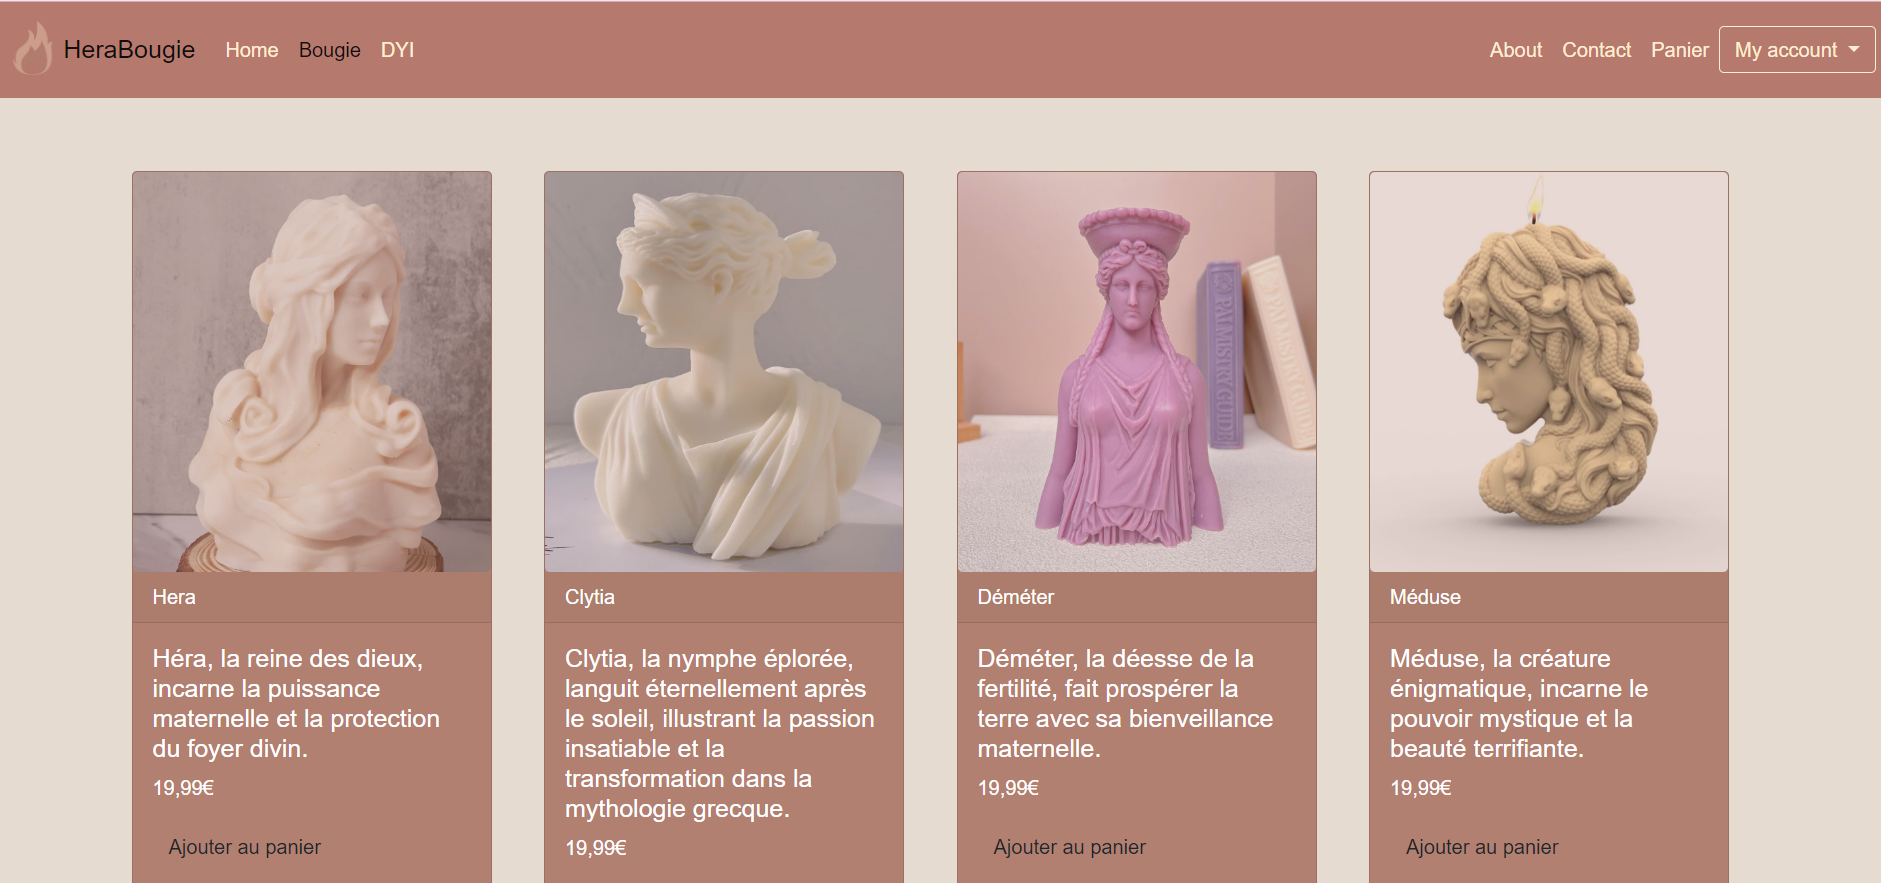 HeraBougie Home Bougie DYI About Contact Panier My account
PALMISTRY GUIDE
PALMISTRY GUIDE
Hera
Héra, la reine des dieux,
incarne la puissance
maternelle et la protection
du foyer divin.
19,99€
Ajouter au panier
Clytia
Clytia, la nymphe éplorée,
languit éternellement après
le soleil, illustrant la passion
insatiable et la
transformation dans la
mythologie grecque.
19,99€
Déméter
Déméter, la déesse de la
fertilité, fait prospérer la
terre avec sa bienveillance
maternelle.
19,99€
Ajouter au panier
Méduse
Méduse, la créature
énigmatique, incarne le
pouvoir mystique et la
beauté terrifiante.
19,99€
Ajouter au panier